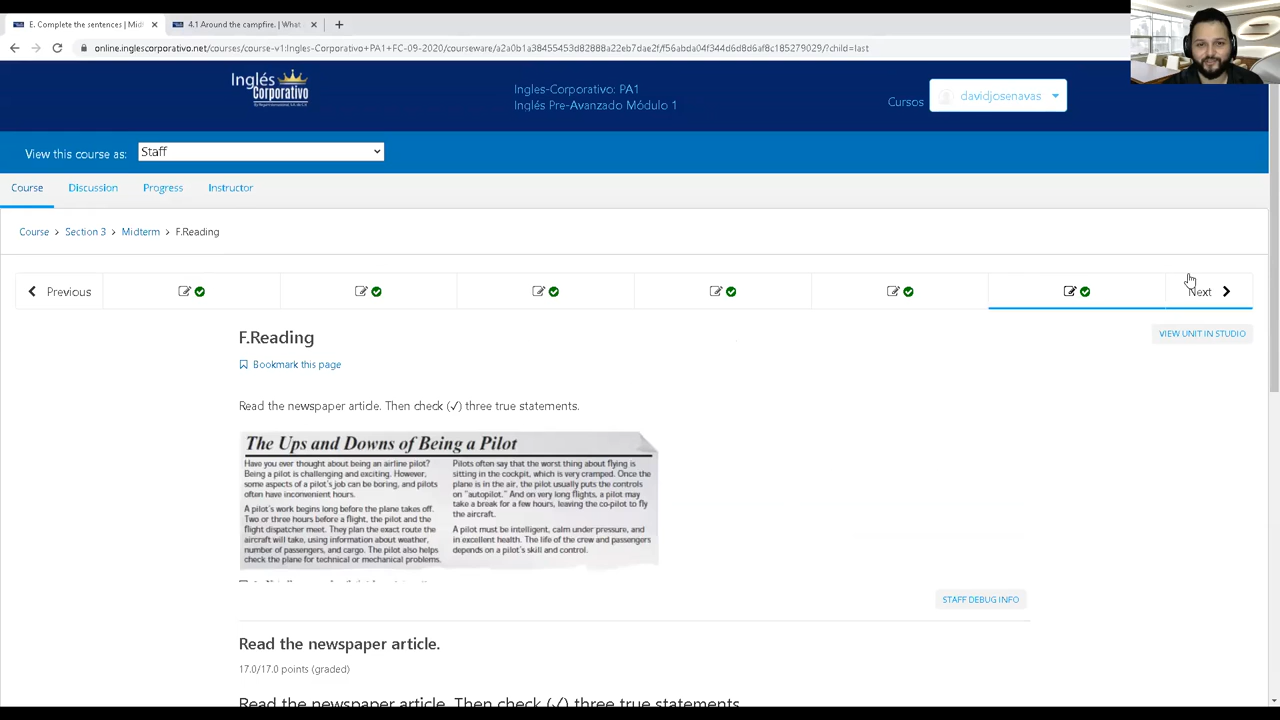 E. Complete the sentences | Mid
4.1 Around the campfire. | What
online.inglescorporativo.net/courses/course-v1:Ingles-Corporativo+PA1+FC-09-2020/courseware/a2a0b1a38455453d82888a22eb7dae2f/f56abda04f344d6d8d6af8c185279029/?child=last
Inglés
Corporativo
Ingles-Corporativo: PA1
Inglés Pre-Avanzado Módulo 1
Cursos
davidjosenavas
View this course as:
Staff
Course
Discussion
Progress
Instructor
Course > Section 3 > Midterm > F.Reading
Previous
Next
F.Reading
VIEW UNIT IN STUDIO
Bookmark this page
Read the newspaper article. Then check (✓) three true statements.
The Ups and Downs of Being a Pilot
Have you ever thought about being an airline pilot?
Being a pilot is challenging and exciting. However,
some aspects of a pilot's job can be boring, and pilots
often have inconvenient hours.
A pilot's work begins long before the plane takes off.
Two or three hours before a flight, the pilot and the
flight dispatcher meet. They plan the exact route the
aircraft will take, using information about weather,
number of passengers, and cargo. The pilot also helps
check the plane for technical or mechanical problems.
Pilots often say that the worst thing about flying is
sitting in the cockpit, which is very cramped. Once the
plane is in the air, the pilot usually puts the controls
on "autopilot." And on very long flights, a pilot may
take a break for a few hours, leaving the co-pilot to fly
the aircraft.
A pilot must be intelligent, calm under pressure, and
in excellent health. The life of the crew and passengers
depends on a pilot's skill and control.
STAFF DEBUG INFO
Read the newspaper article.
17.0/17.0 points (graded)
Read the newspaper article. Then check (✓) three true statements.